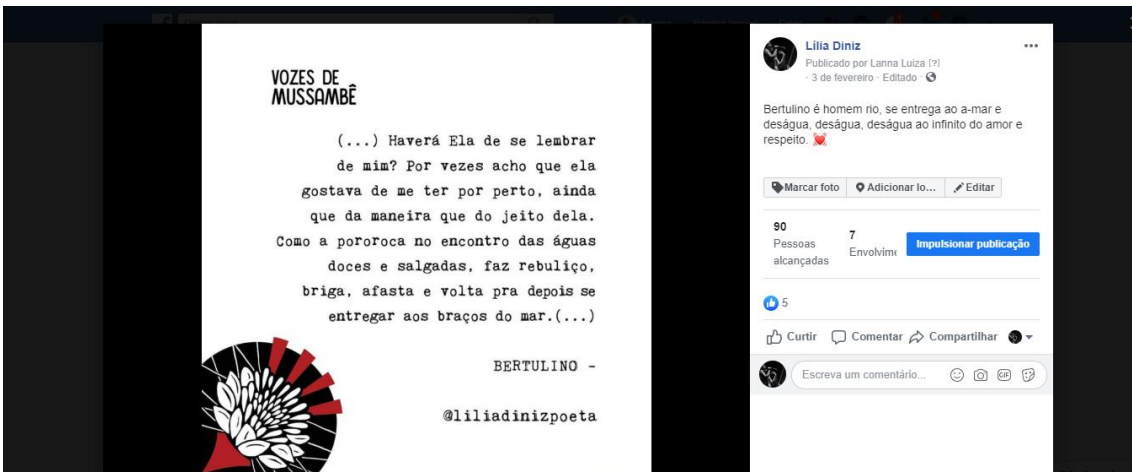 VOZES DE
MUSSAMBÊ
(...) Haverá Ela de se lembrar
de mim? Por vezes acho que ela
gostava de me ter por perto, ainda
que da maneira que do jeito dela.
Como a pororoca no encontro das águas
doces e salgadas, faz rebuliço,
briga, afasta e volta pra depois se
entregar aos braços do mar.(...)
BERTULINO -
@liliadinizpoeta
Lília Diniz
Publicado por Lanna Luiza [?]
· 3 de fevereiro · Editado ·
Bertulino é homem rio, se entrega ao a-mar e
deságua, deságua, deságua ao infinito do amor e
respeito.
Marcar foto Adicionar lo... Editar
90
Pessoas
alcançadas
7
Envolvime
Impulsionar publicação
5
Curtir Comentar Compartilhar
Escreva um comentário...
GIF